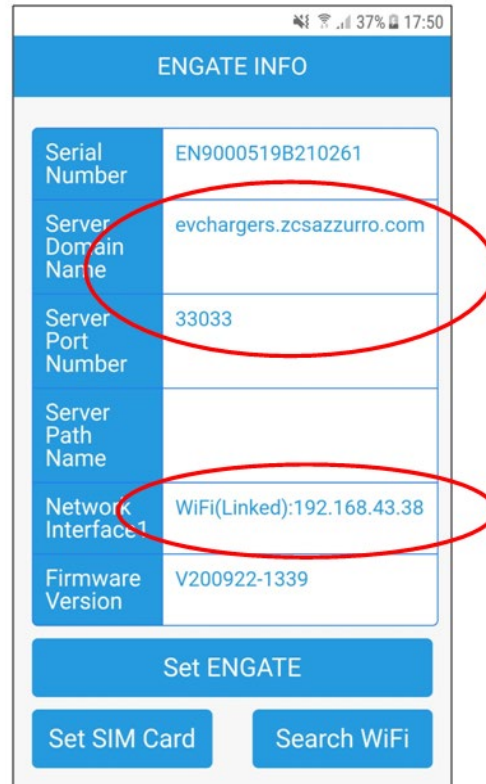 37% 17:50
ENGATE INFO
Serial
Number
EN9000519B210261
Server
Domain
Name
evchargers.zcsazzurro.com
Server
Port
Number
33033
Server
Path
Name
Network
Interface1
WiFi(Linked):192.168.43.38
Firmware
Version
V200922-1339
Set ENGATE
Set SIM Card
Search WiFi